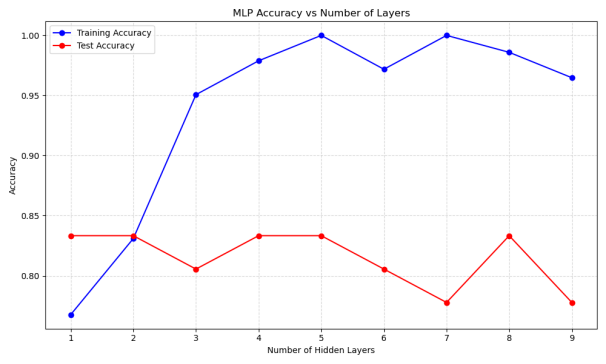 MLP Accuracy vs Number of Layers
Training Accuracy
Test Accuracy
Accuracy
1.00
0.95
0.90
0.85
0.80
1 2 3 4 5 6 7 8 9
Number of Hidden Layers